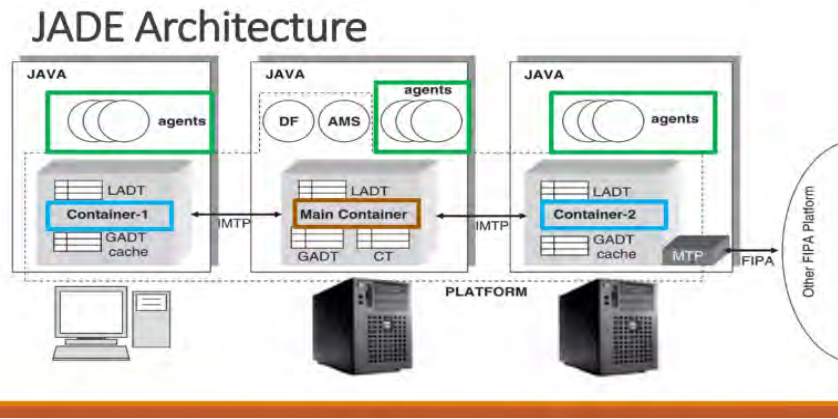 JADE Architecture
JAVA
agents
LADT
Container-1
GADT
cache
IMTP
JAVA
DF
AMS
agents
LADT
Main Container
GADT
CT
IMTP
JAVA
agents
LADT
Container-2
GADT
cache
MTP
FIPA
Other FIPA Platform
PLATFORM